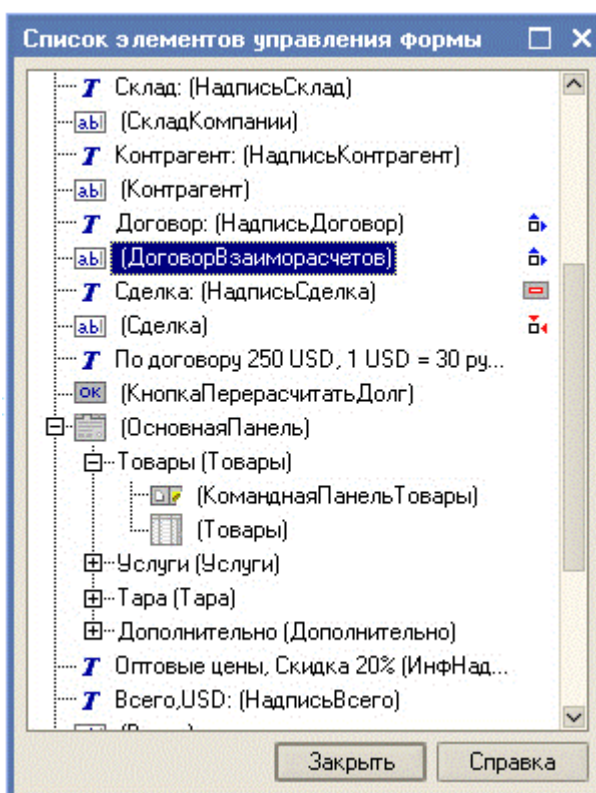 Список элементов управления формы
Склад: (НадписьСклад)
(СкладКомпании)
Контрагент: (НадписьКонтрагент)
(Контрагент)
Договор: (НадписьДоговор)
(ДоговорВзаиморасчетов)
Сделка: (НадписьСделка)
(Сделка)
По договору 250 USD, 1 USD = 30 ру...
(КнопкаПерерасчитатьДолг)
(ОсновнаяПанель)
Товары (Товары)
(КоманднаяПанельТовары)
(Товары)
Услуги (Услуги)
Тара (Тара)
Дополнительно (Дополнительно)
Оптовые цены, Скидка 20% (ИнфНад...
Всего,USD: (НадписьВсего)
Закрыть Справка